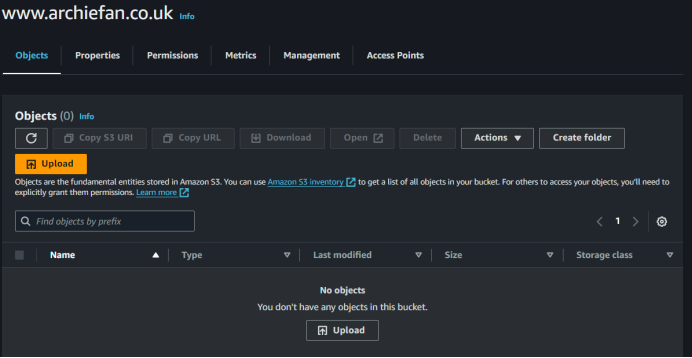 www.archiefan.co.uk Info
Objects Properties Permissions Metrics Management Access Points
Objects (0) Info
Copy S3 URI Copy URL Download Open Delete Actions Create folder
Upload
Objects are the fundamental entities stored in Amazon S3. You can use Amazon S3 inventory to get a list of all objects in your bucket. For others to access your objects, you'll need to
explicitly grant them permissions. Learn more
Find objects by prefix 1
Name Type Last modified Size Storage class
No objects
You don't have any objects in this bucket.
Upload